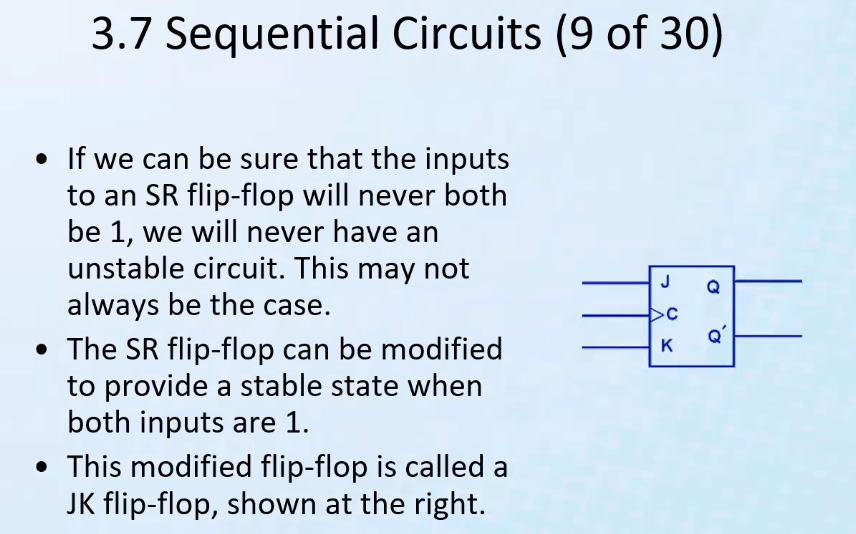 3.7 Sequential Circuits (9 of 30)
• If we can be sure that the inputs
to an SR flip-flop will never both
be 1, we will never have an
unstable circuit. This may not
always be the case.
• The SR flip-flop can be modified
to provide a stable state when
both inputs are 1.
• This modified flip-flop is called a
JK flip-flop, shown at the right.
J Q
C
K Q′